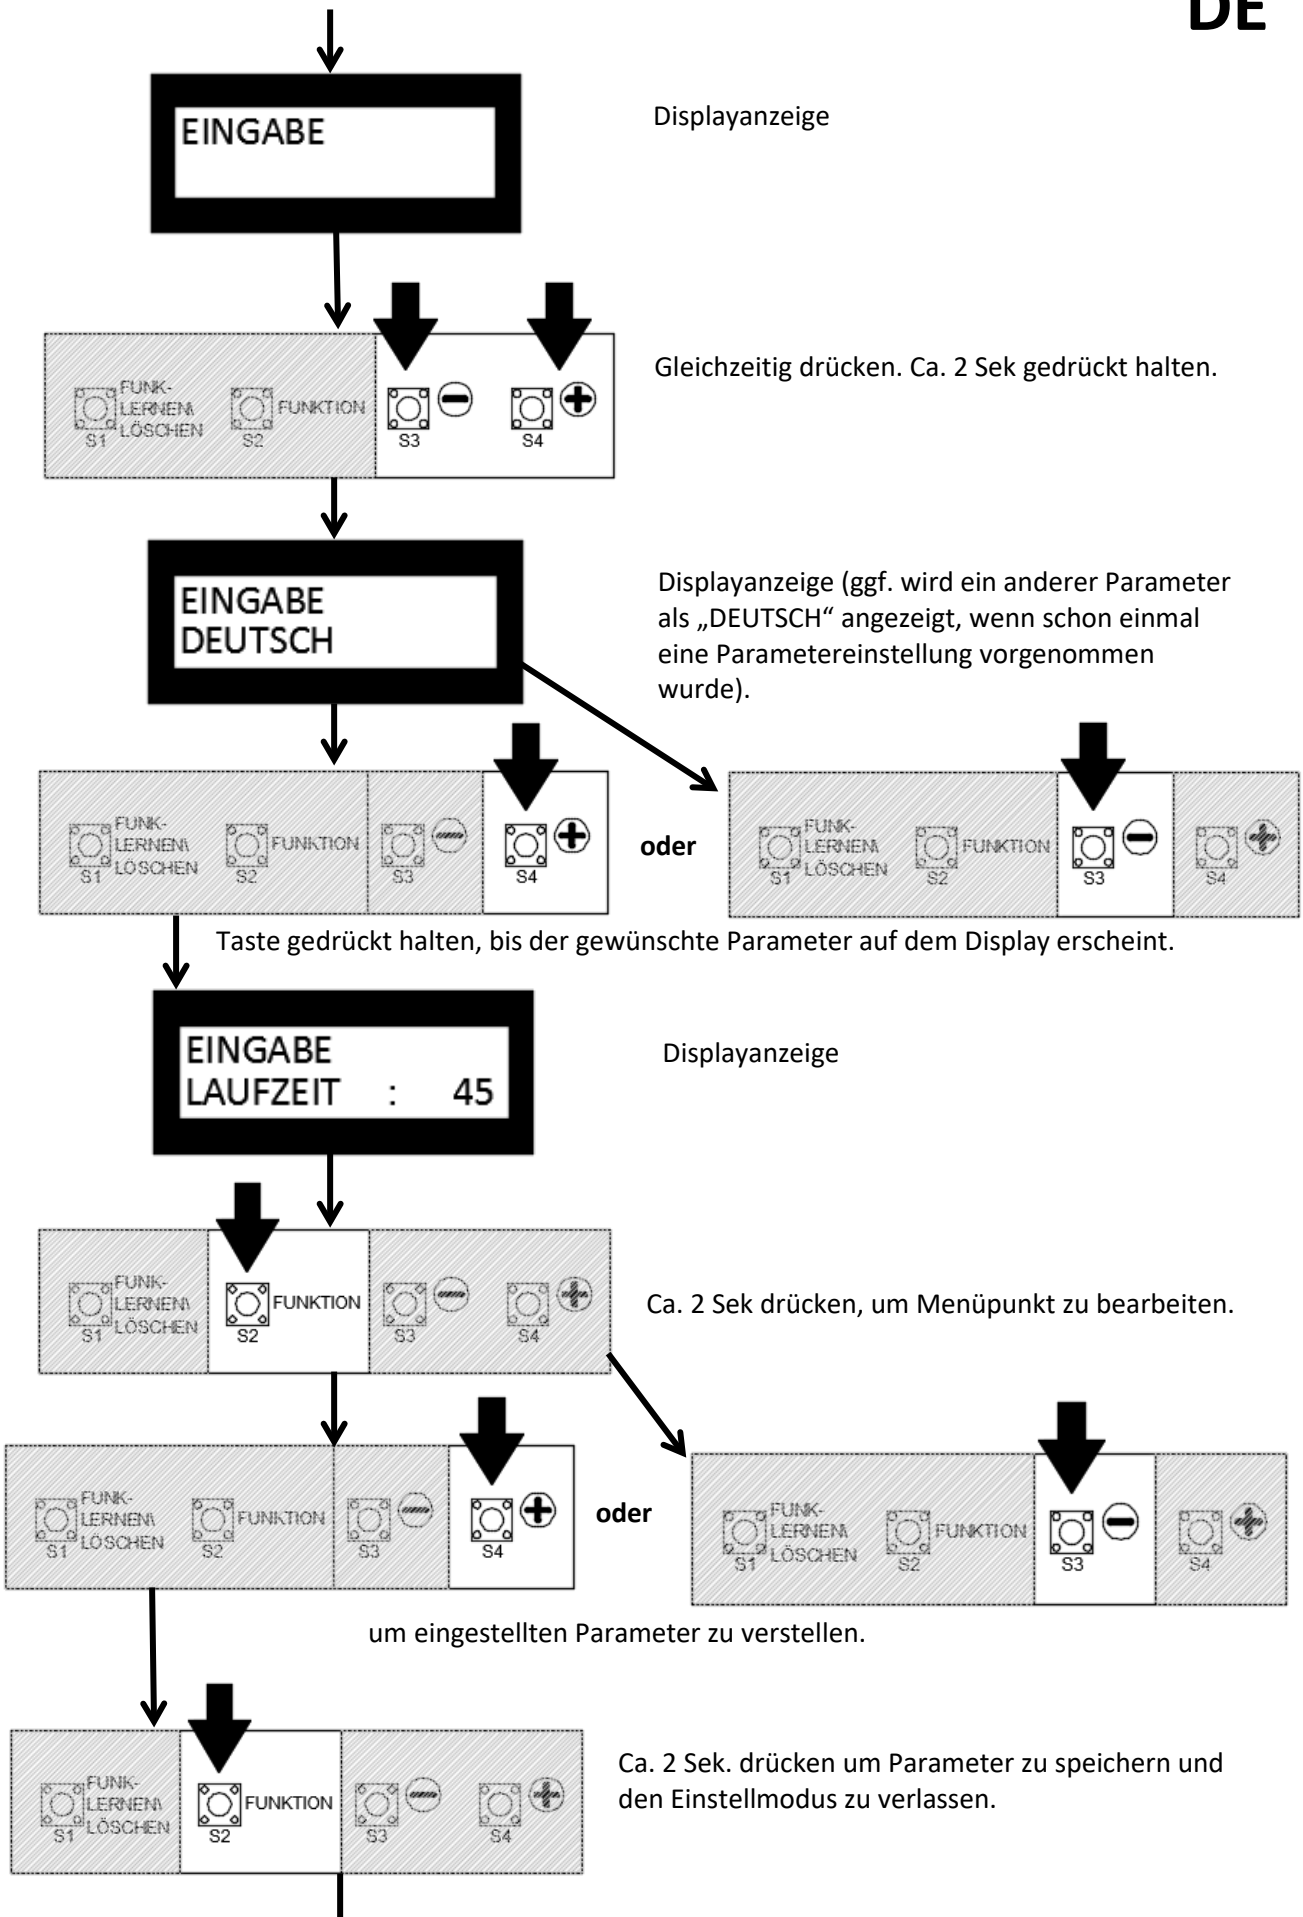 DE
EINGABE
Displayanzeige
Gleichzeitig drücken. Ca. 2 Sek gedrückt halten.
FUNK-
LERNEN\
LÖSCHEN
S1
FUNKTION
S2
S3
S4
EINGABE
DEUTSCH
Displayanzeige (ggf. wird ein anderer Parameter
als „DEUTSCH“ angezeigt, wenn schon einmal
eine Parametereinstellung vorgenommen
wurde).
FUNK-
LERNEN\
LÖSCHEN
S1
FUNKTION
S2
S3
S4
oder
FUNK-
LERNEN\
LÖSCHEN
S1
FUNKTION
S2
S3
S4
Taste gedrückt halten, bis der gewünschte Parameter auf dem Display erscheint.
EINGABE
LAUFZEIT : 45
Displayanzeige
FUNK-
LERNEN\
LÖSCHEN
S1
FUNKTION
S2
S3
S4
Ca. 2 Sek drücken, um Menüpunkt zu bearbeiten.
FUNK-
LERNEN\
LÖSCHEN
S1
FUNKTION
S2
S3
S4
oder
FUNK-
LERNEN\
LÖSCHEN
S1
FUNKTION
S2
S3
S4
um eingestellten Parameter zu verstellen.
FUNK-
LERNEN\
LÖSCHEN
S1
FUNKTION
S2
S3
S4
Ca. 2 Sek. drücken um Parameter zu speichern und
den Einstellmodus zu verlassen.